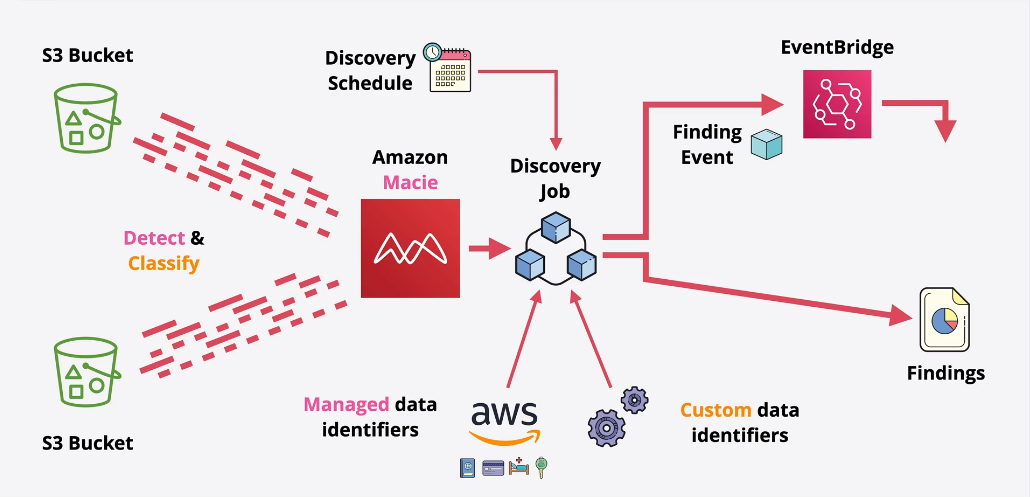 S3 Bucket
Discovery
Schedule
EventBridge
Amazon
Macie
Discovery
Job
Finding
Event
Detect &
Classify
Managed data
identifiers
aws
Custom data
identifiers
Findings
S3 Bucket